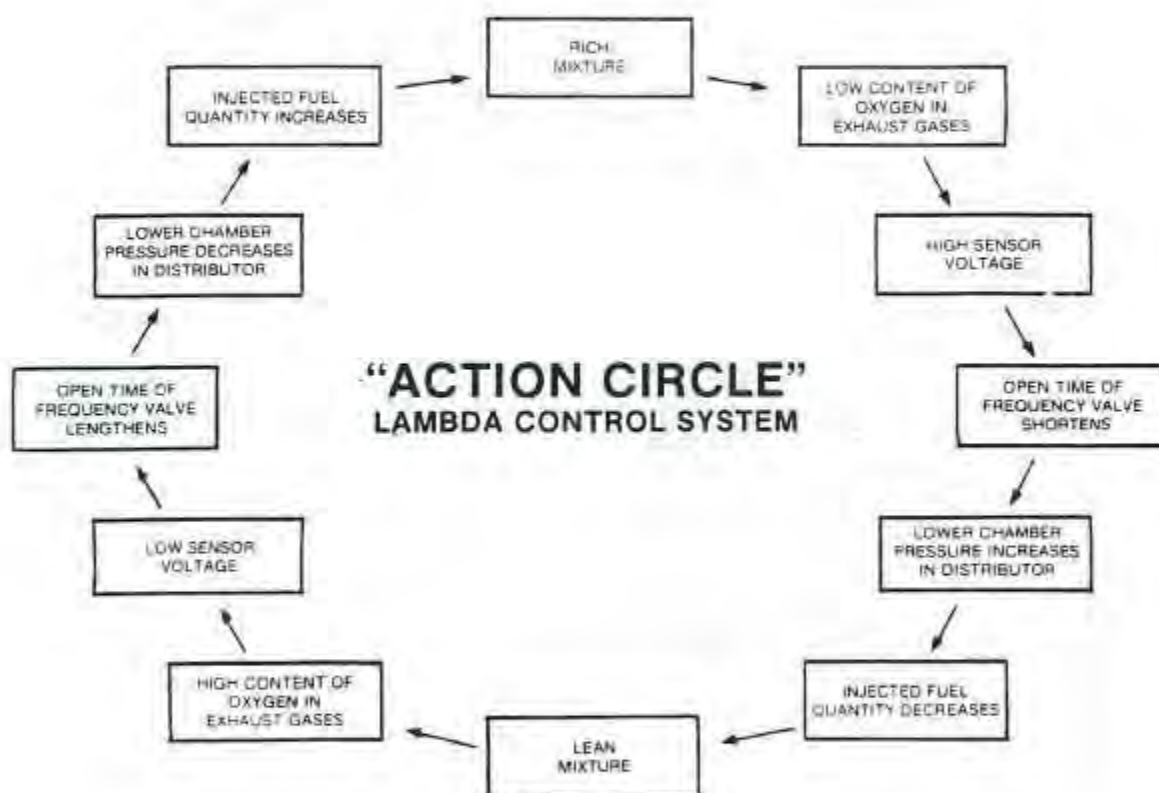 RICH
MIXTURE
LOW CONTENT OF
OXYGEN IN
EXHAUST GASES
HIGH SENSOR
VOLTAGE
OPEN TIME OF
FREQUENCY VALVE
SHORTENS
LOWER CHAMBER
PRESSURE INCREASES
IN DISTRIBUTOR
INJECTED FUEL
QUANTITY DECREASES
LEAN
MIXTURE
HIGH CONTENT OF
OXYGEN IN
EXHAUST GASES
LOW SENSOR
VOLTAGE
OPEN TIME OF
FREQUENCY VALVE
LENGTHENS
LOWER CHAMBER
PRESSURE DECREASES
IN DISTRIBUTOR
INJECTED FUEL
QUANTITY INCREASES
"ACTION CIRCLE"
LAMBDA CONTROL SYSTEM